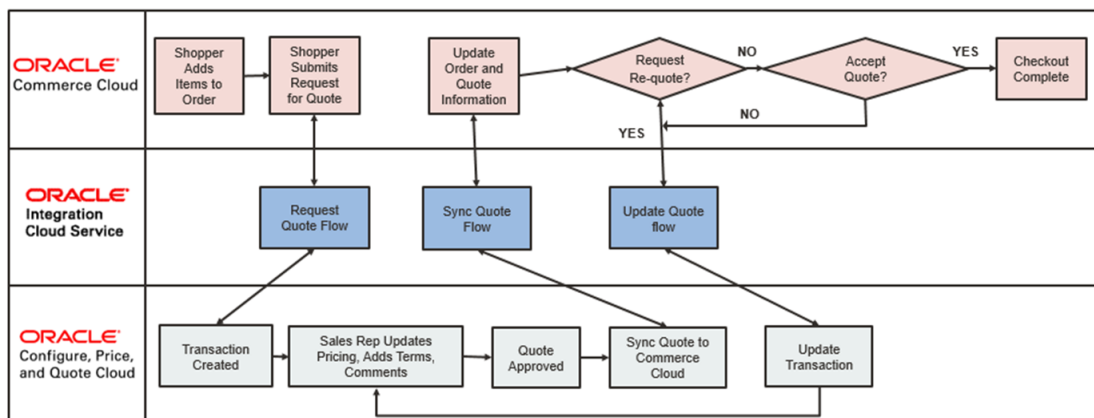 ORACLE®
Commerce Cloud
Shopper
Adds
Items to
Order
Shopper
Submits
Request
for Quote
Update
Order and
Quote
Information
Request
Re-quote?
NO
Accept
Quote?
YES
Checkout
Complete
NO
YES
ORACLE®
Integration
Cloud Service
Request
Quote Flow
Sync Quote
Flow
Update Quote
flow
ORACLE®
Configure, Price,
and Quote Cloud
Transaction
Created
Sales Rep Updates
Pricing, Adds Terms,
Comments
Quote
Approved
Sync Quote to
Commerce
Cloud
Update
Transaction